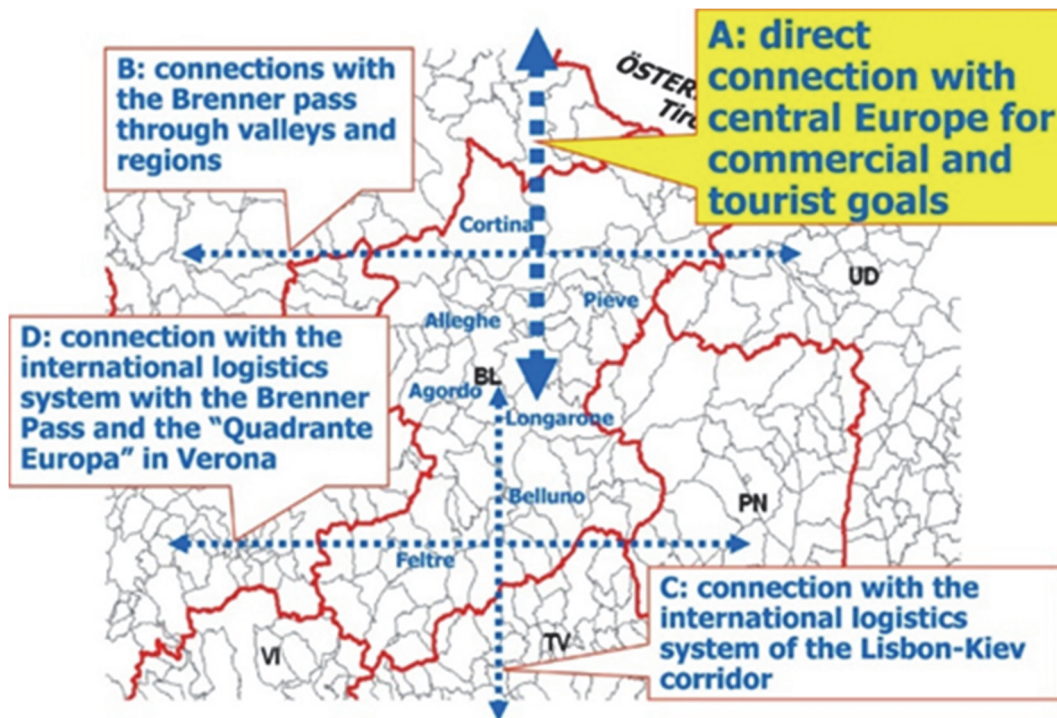 A: direct
connection with
central Europe for
commercial and
tourist goals
B: connections with
the Brenner pass
through valleys and
regions
Cortina
UD
Pieve
Alleghe
D: connection with the
international logistics
system with the Brenner
Pass and the “Quadrante
Europa” in Verona
BL
Agordo
Longarone
Belluno
PN
Feltre
C: connection with the
international logistics
system of the Lisbon-Kiev
corridor
TV
VI